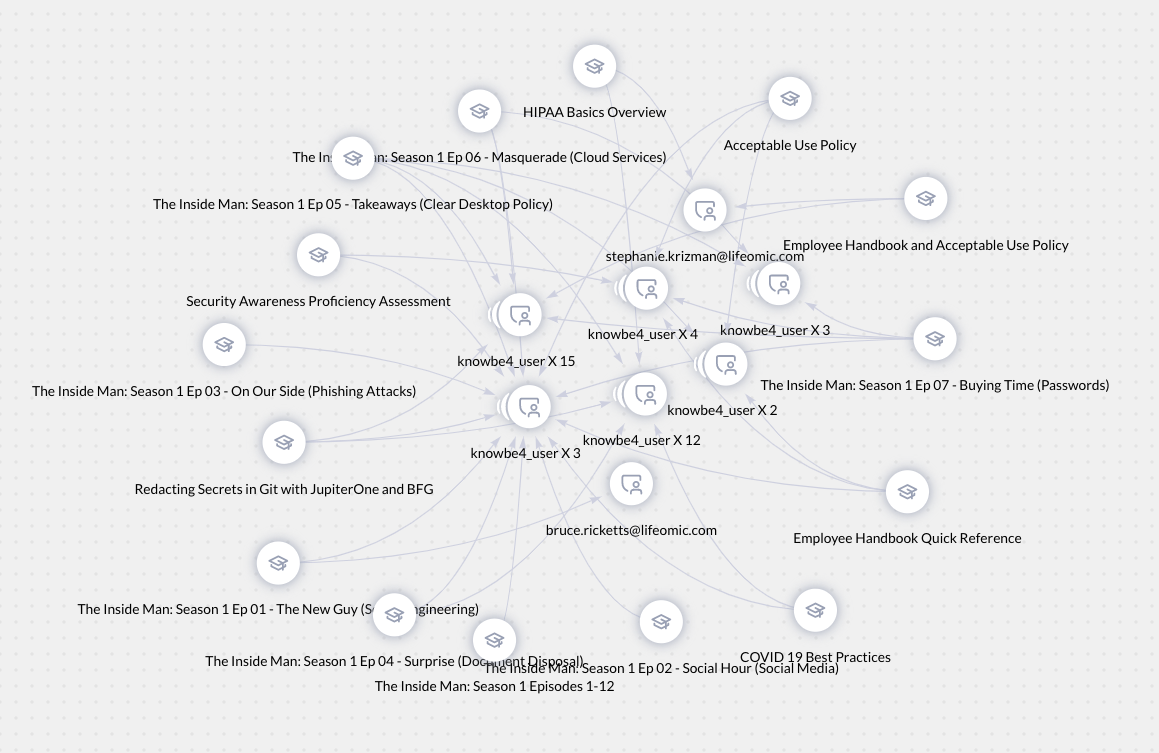 HIPAA Basics Overview
Acceptable Use Policy
The Inside Man: Season 1 Ep 06 - Masquerade (Cloud Services)
The Inside Man: Season 1 Ep 05 - Takeaways (Clear Desktop Policy)
Employee Handbook and Acceptable Use Policy
stephanie.krizman@lifeomic.com
Security Awareness Proficiency Assessment
knowbe4_user X 4
knowbe4_user X 3
knowbe4_user X 15
The Inside Man: Season 1 Ep 03 - On Our Side (Phishing Attacks)
The Inside Man: Season 1 Ep 07 - Buying Time (Passwords)
knowbe4_user X 2
knowbe4_user X 12
knowbe4_user X 3
Redacting Secrets in Git with JupiterOne and BFG
bruce.ricketts@lifeomic.com
Employee Handbook Quick Reference
The Inside Man: Season 1 Ep 01 - The New Guy (Social Engineering)
The Inside Man: Season 1 Ep 04 - Surprise (Document Disposal)
COVID 19 Best Practices
The Inside Man: Season 1 Ep 02 - Social Hour (Social Media)
The Inside Man: Season 1 Episodes 1-12